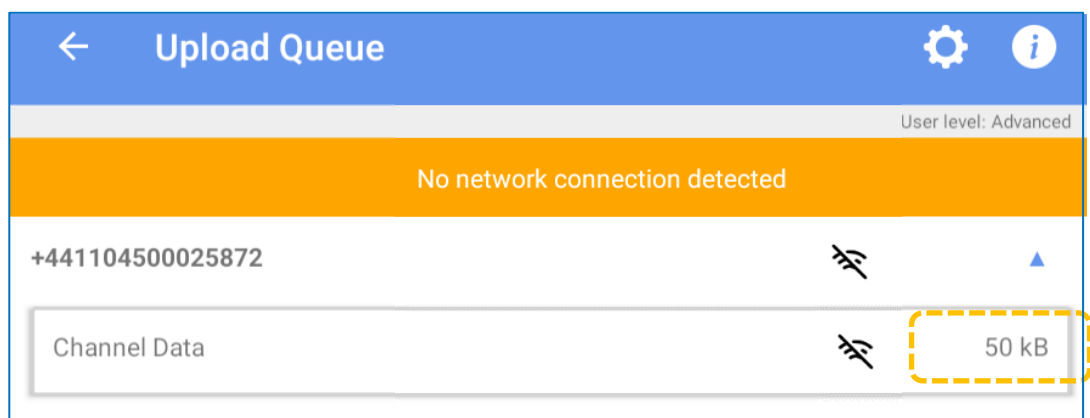 Upload Queue
User level: Advanced
No network connection detected
+441104500025872
Channel Data 50 kB